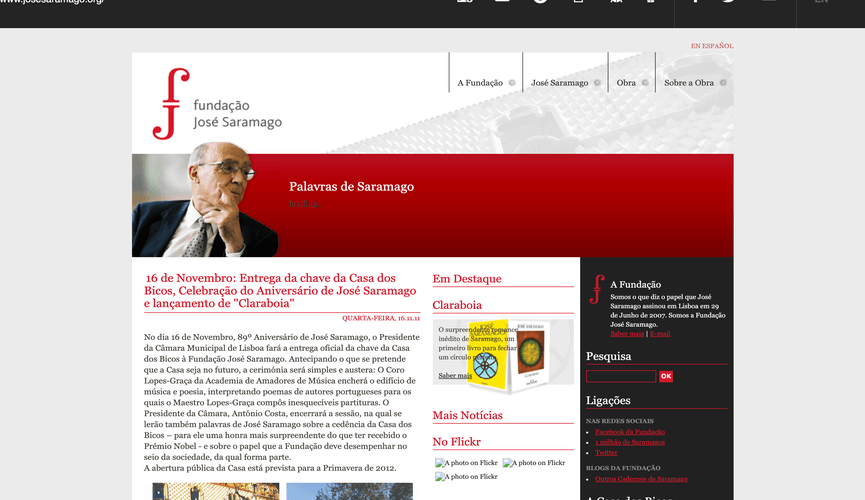 www.josesaramago.org/
EN
EN ESPAÑOL
A Fundação
José Saramago
Obra
Sobre a Obra
fundação
José Saramago
Palavras de Saramago
16 de Novembro: Entrega da chave da Casa dos
Bicos, Celebração do Aniversário de José Saramago
e lançamento de "Claraboia"
QUARTA-FEIRA, 16.11.11
No dia 16 de Novembro, 89º Aniversário de José Saramago, o Presidente
da Câmara Municipal de Lisboa fará a entrega oficial da chave da Casa
dos Bicos à Fundação José Saramago. Antecipando o que se pretende
que a Casa seja no futuro, a cerimónia será simples e austera: O Coro
Lopes-Graça da Academia de Amadores de Música encherá o edifício de
música e poesia, interpretando poemas de autores portugueses para os
quais o Maestro Lopes-Graça compôs inesquecíveis partituras. O
Presidente da Câmara, António Costa, encerrará a sessão, na qual se
lerão também palavras de José Saramago sobre a cedência da Casa dos
Bicos – para ele uma honra mais surpreendente do que ter recebido o
Prémio Nobel - e sobre o papel que a Fundação deve desempenhar no
seio da sociedade, da qual forma parte.
A abertura pública da Casa está prevista para a Primavera de 2012.
Em Destaque
Claraboia
O surpreendente romance
inédito de Saramago, um
primeiro livro para fechar
um círculo
Saber mais
JOSÉ
SARAMAGO
JOSÉ SARAMAGO
Mais Notícias
No Flickr
A photo on Flickr
A photo on Flickr
A photo on Flickr
A Fundação
Somos o que diz o papel que José
Saramago assinou em Lisboa em 29
de Junho de 2007. Somos a Fundação
José Saramago.
Saber mais | E-mail
Pesquisa
OK
Ligações
NAS REDES SOCIAIS
Facebook da Fundação
1 milhão de Saramagos
Twitter
BLOGS DA FUNDAÇÃO
Outros Cadernos de Saramago
A Casa dos Bicos